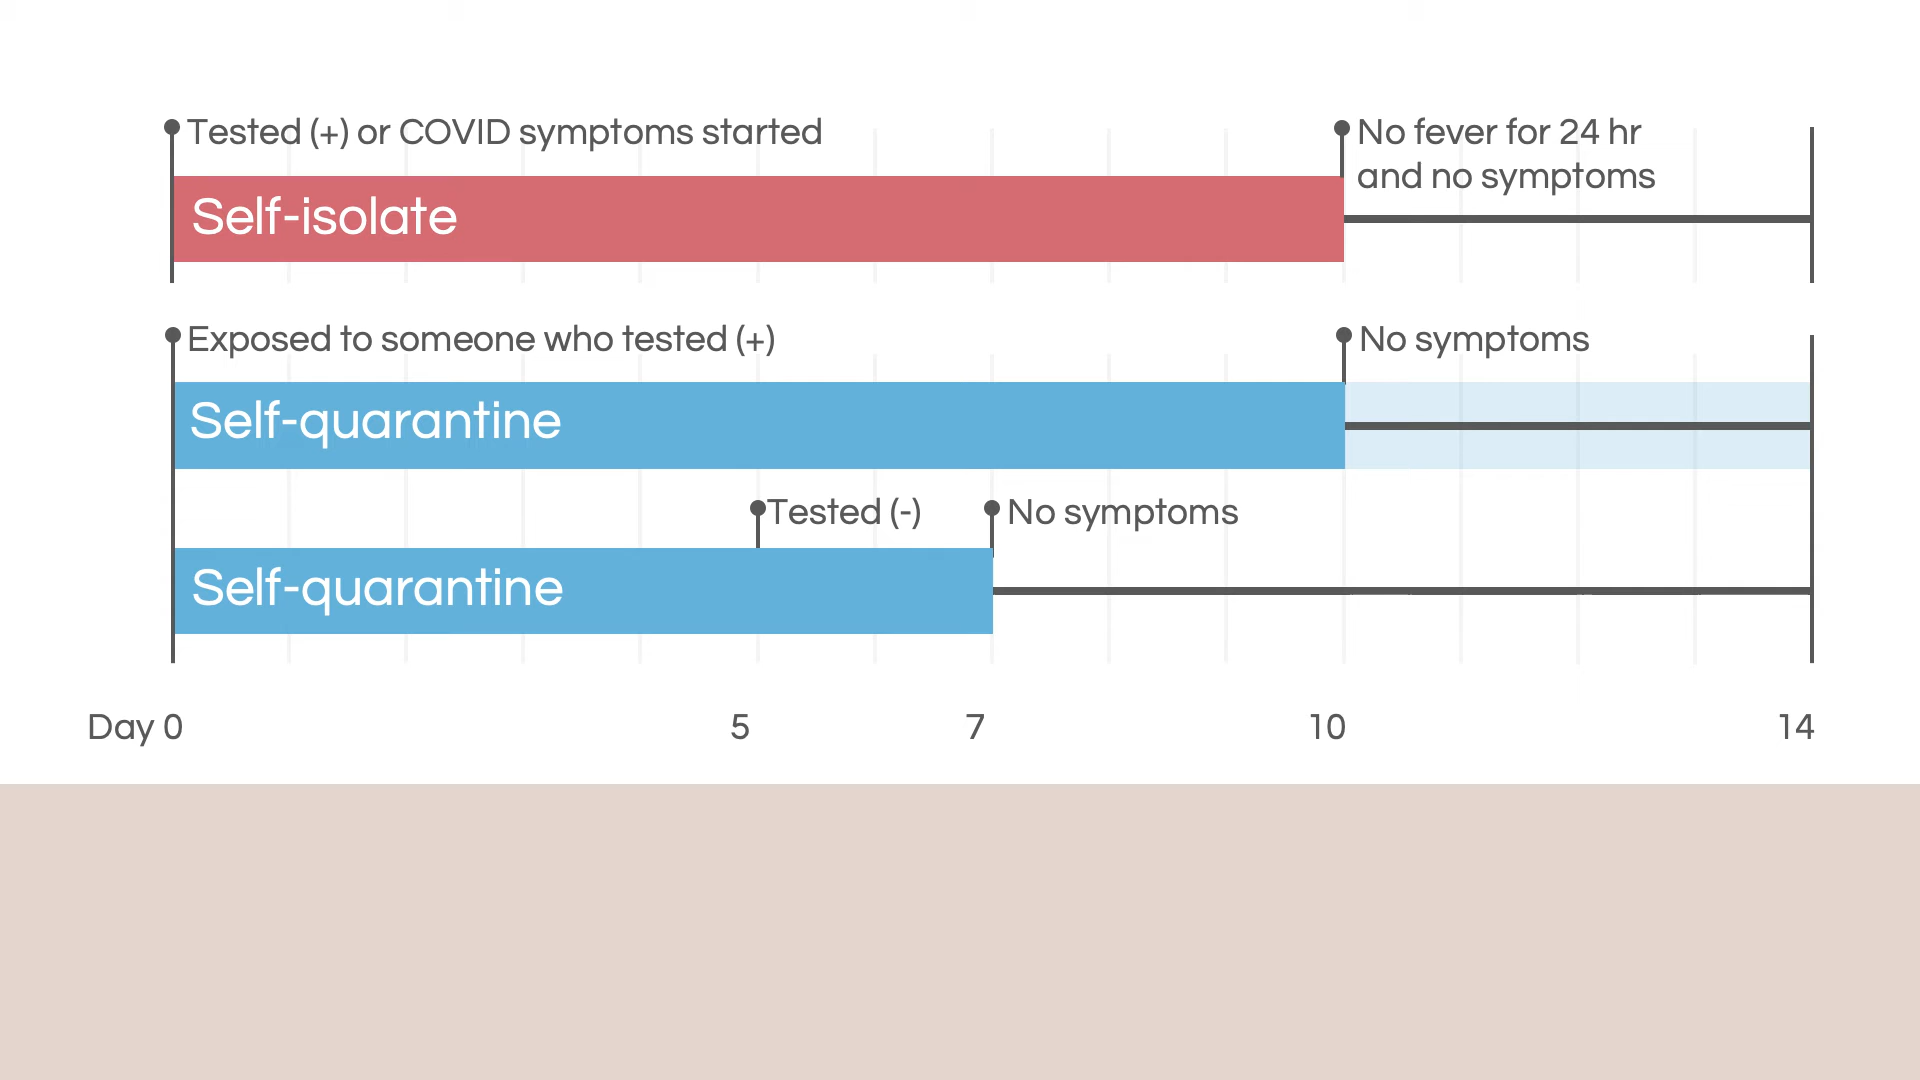 Tested (+) or COVID symptoms started
No fever for 24 hr
and no symptoms
Self-isolate
Exposed to someone who tested (+)
No symptoms
Self-quarantine
Tested (-)
No symptoms
Self-quarantine
Day 0 5 7 10 14